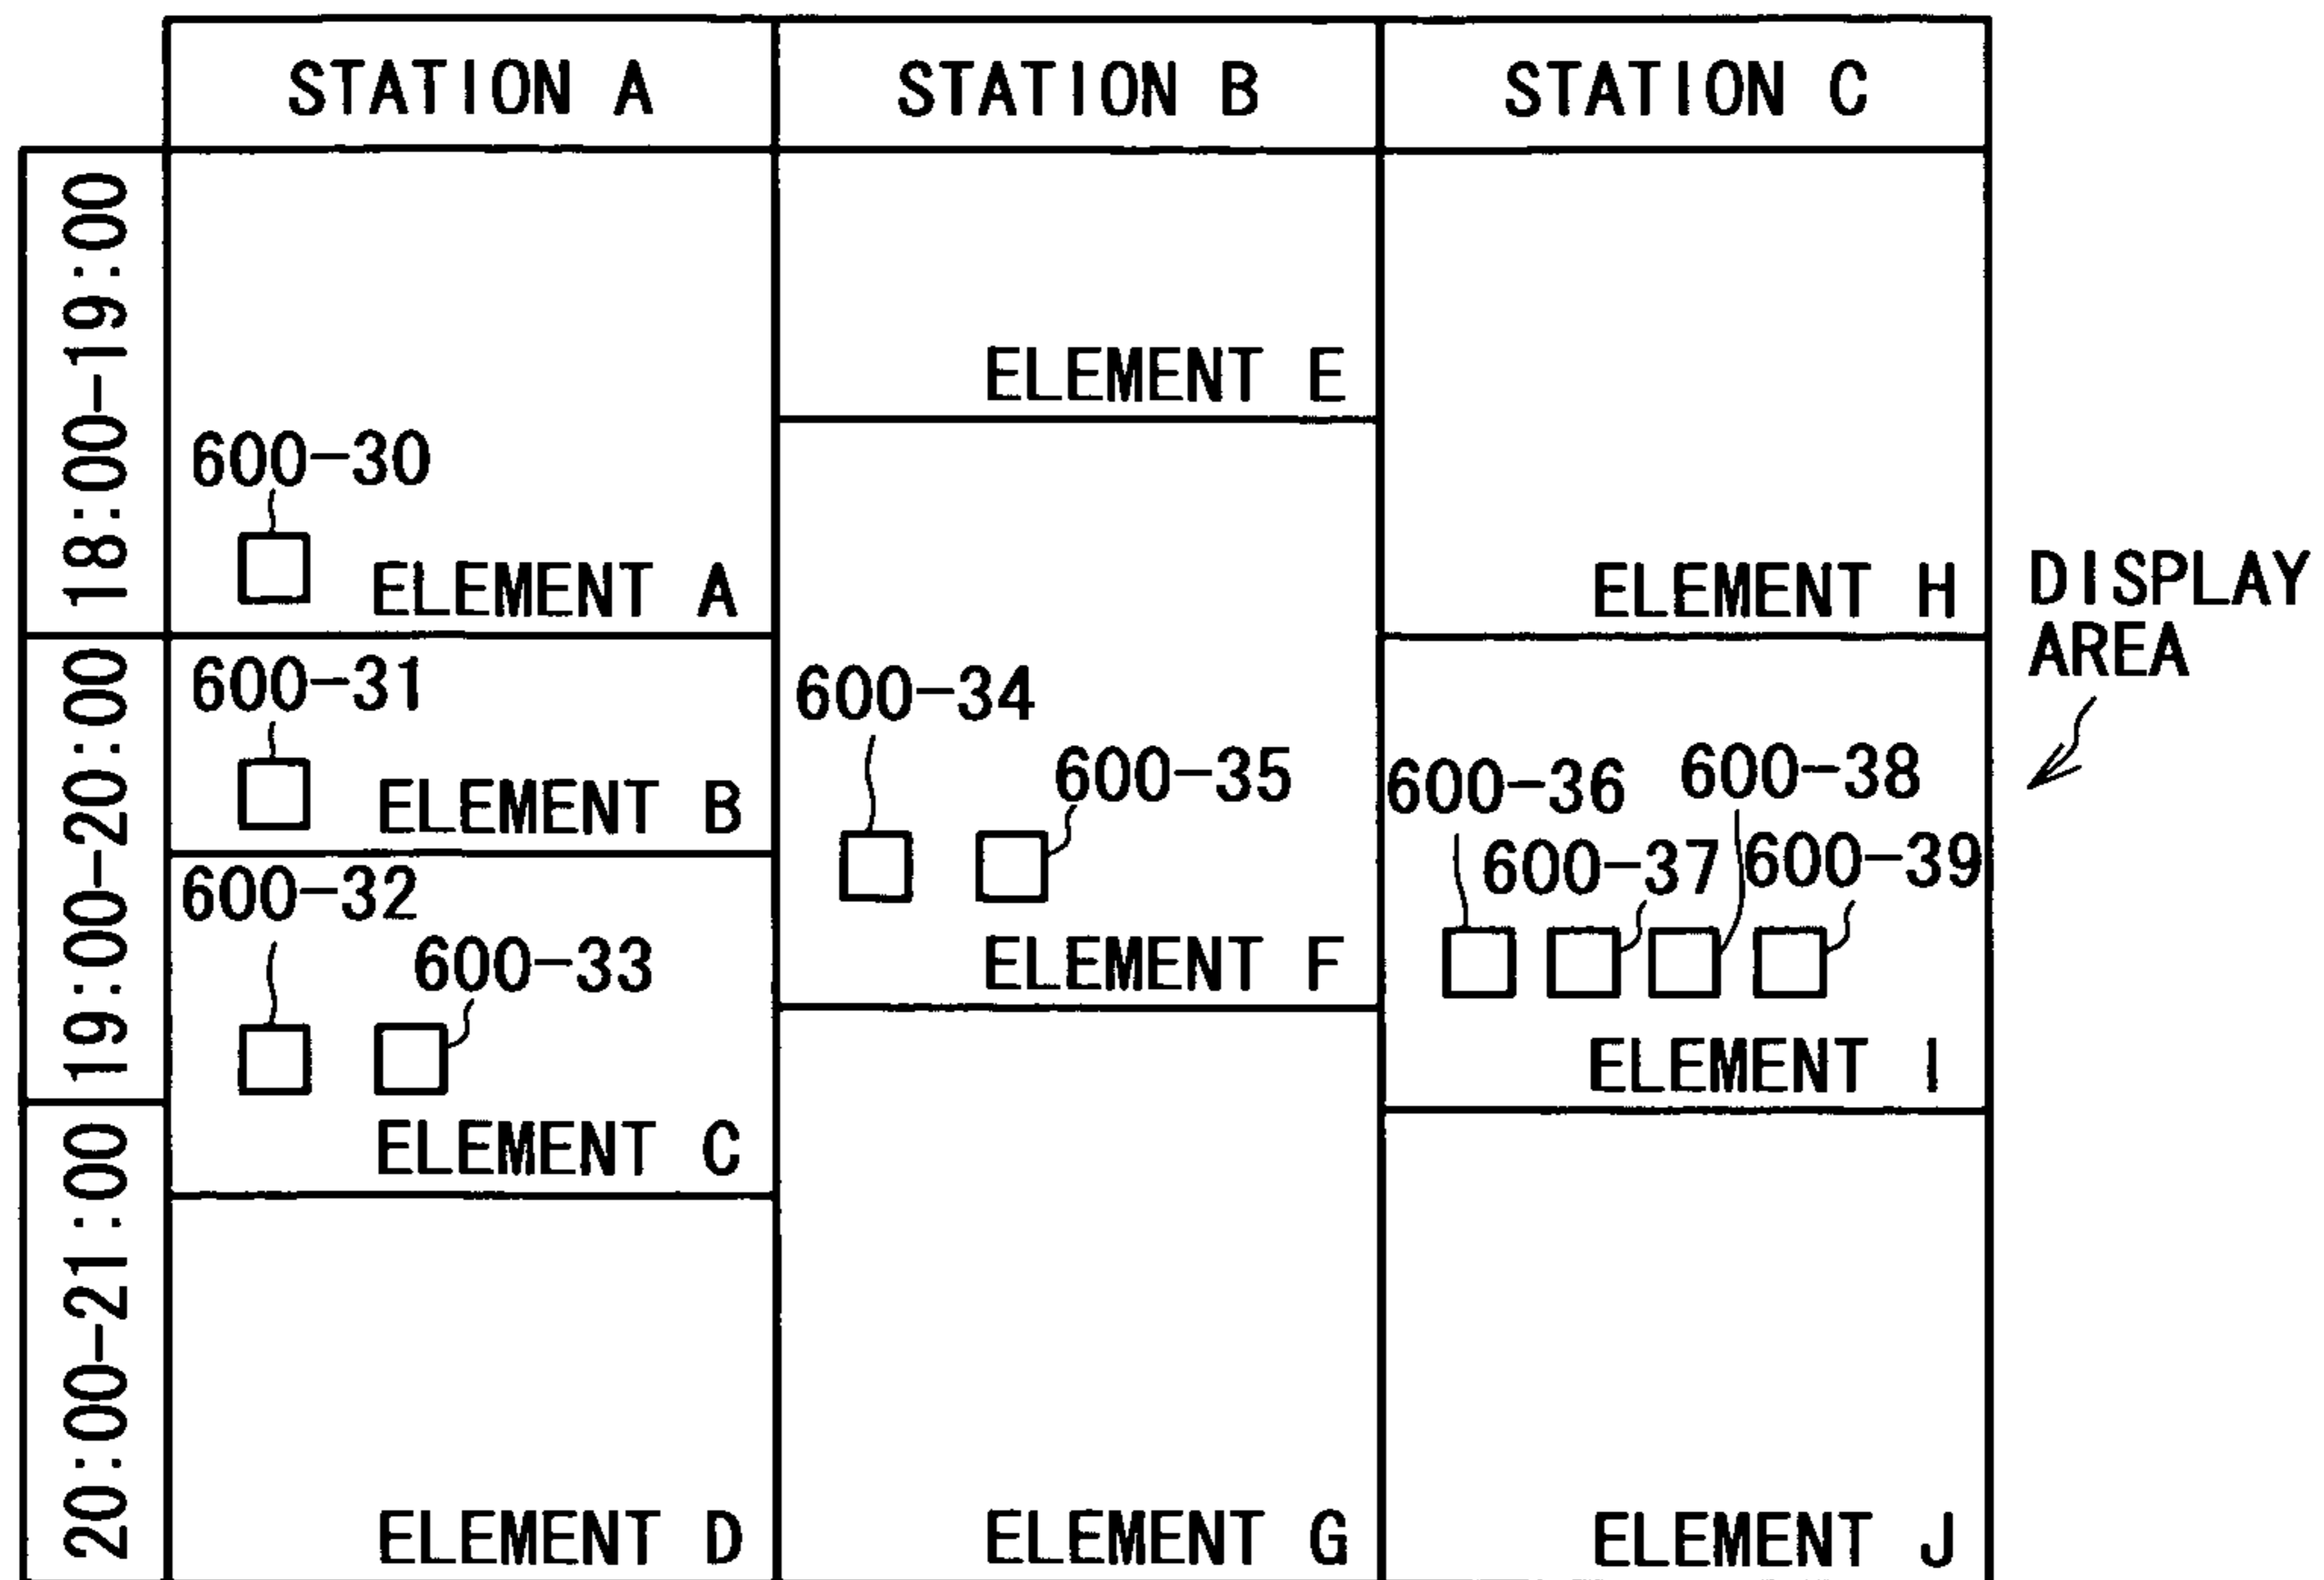 STATION A
STATION B
STATION C
18:00-19:00
600-30
ELEMENT A
ELEMENT E
ELEMENT H
DISPLAY
AREA
19:00-20:00
600-31
ELEMENT B
600-32
600-33
ELEMENT C
600-34
600-35
ELEMENT F
600-36
600-38
600-37
600-39
ELEMENT I
20:00-21:00
ELEMENT D
ELEMENT G
ELEMENT J